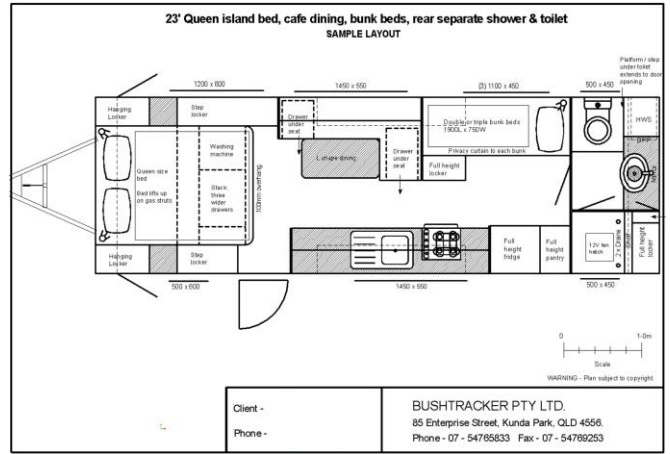 23' Queen island bed, cafe dining, bunk beds, rear separate shower & toilet
SAMPLE LAYOUT
Platform / step
under toilet
extends to door
opening
1200 x 600
1450 x 550
(3) 1100 x 450
500 x 450
Hanging
Locker
Step
locker
Drawer
under
seat
Double or triple bunk beds
1900L x 750W
HWS
Washing
machine
Privacy curtain to each bunk
L shape dining
Drawer
under
seat
Full height
locker
Queen size
bed
Bed lifts up
on gas struts
Stack
three
wider
drawers
100mm overhang
Hanging
Locker
Step
locker
Full
height
fridge
Full
height
pantry
12V fan
hatch
2 x Drains
Full height
locker
500 x 600
1450 x 550
500 x 450
0
1-0m
Scale
WARNING - Plan subject to copyright
Client -
Phone -
BUSHTRACKER PTY LTD.
85 Enterprise Street, Kunda Park, QLD 4556.
Phone - 07 - 54765833 Fax - 07 - 54769253